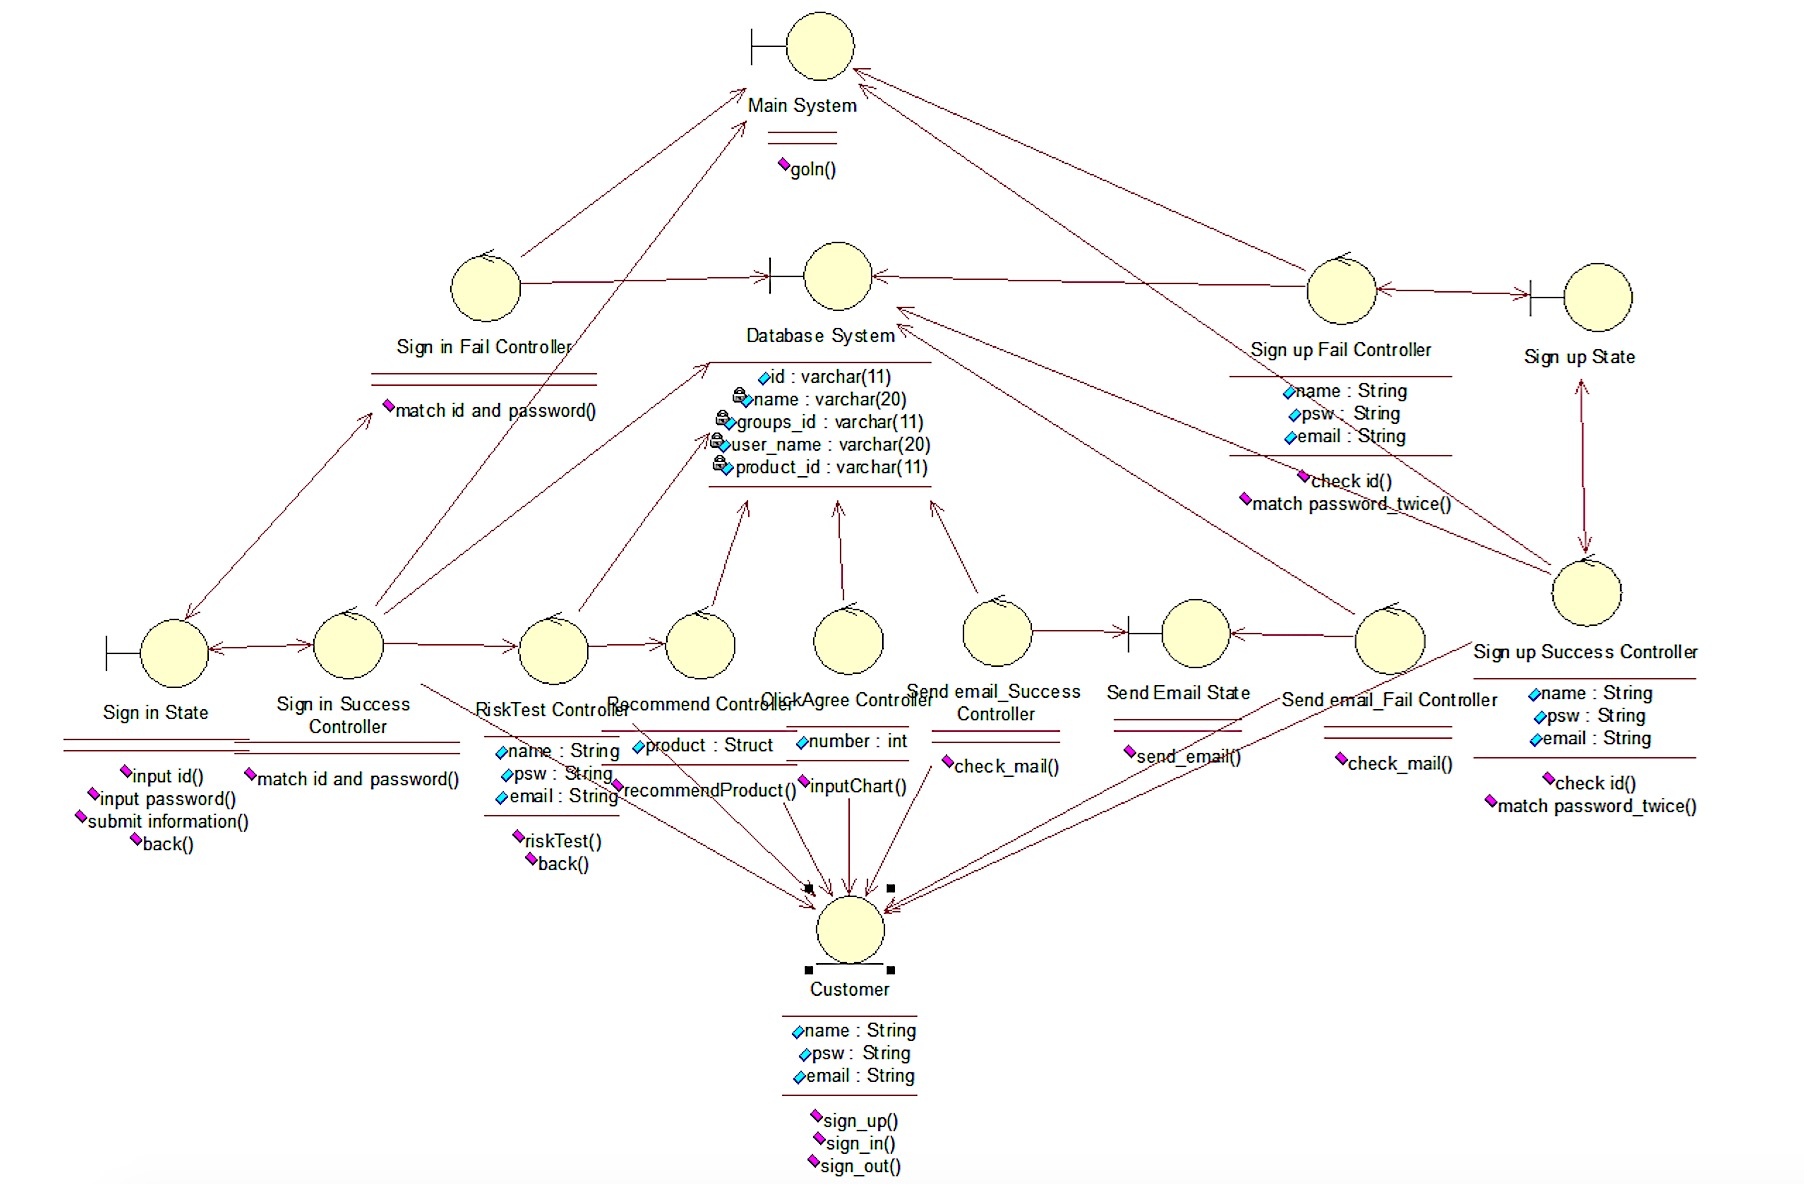 Main System
goIn()
Sign in Fail Controller
match id and password()
Database System
id : varchar(11)
name : varchar(20)
groups_id : varchar(11)
user_name : varchar(20)
product_id : varchar(11)
Sign up Fail Controller
name : String
psw : String
email : String
check id()
match password_twice()
Sign up State
Sign in State
input id()
input password()
submit information()
back()
Sign in Success
Controller
match id and password()
RiskTest Controller
name : String
psw : String
email : String
riskTest()
back()
Recommend Controller
product : Struct
recommendProduct()
ClickAgree Controller
number : int
inputChart()
Send email_Success
Controller
check_mail()
Send Email State
send_email()
Send email_Fail Controller
check_mail()
Sign up Success Controller
name : String
psw : String
email : String
check id()
match password_twice()
Customer
name : String
psw : String
email : String
sign_up()
sign_in()
sign_out()